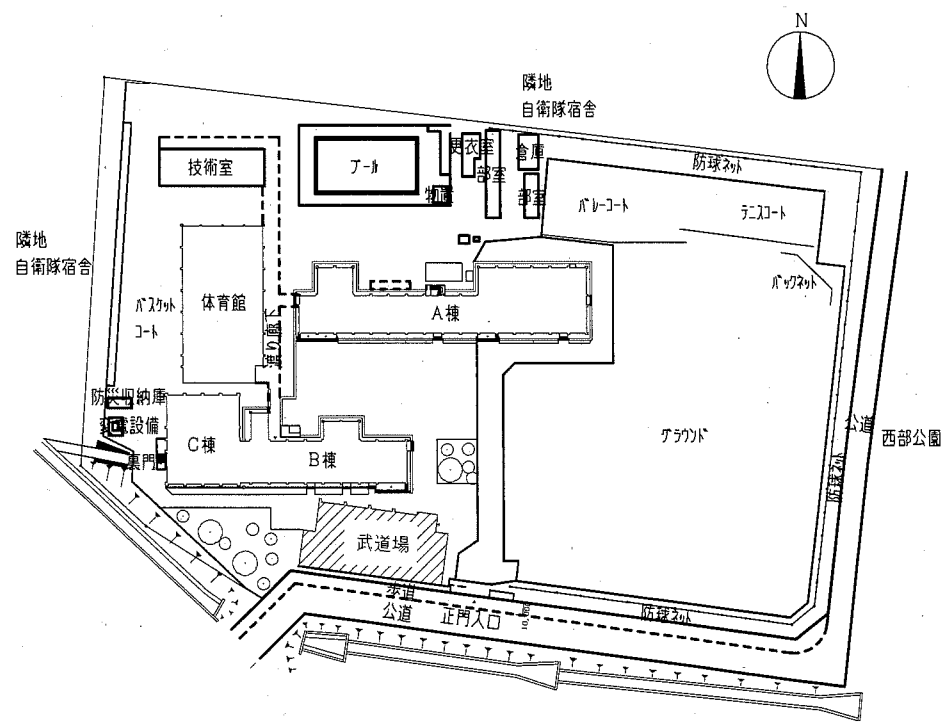 N
隣地
自衛隊宿舎
防球ネット
更衣室
倉庫
技術室
プール
部室
物置
部室
バレーコート
テニスコート
隣地
自衛隊宿舎
バックネット
バスケット
コート
体育館
A棟
渡り廊下
防災収納庫
変電設備
公道
西部公園
グラウンド
C棟
B棟
裏門
防球ネット
武道場
歩道
公道
正門入口
防球ネット